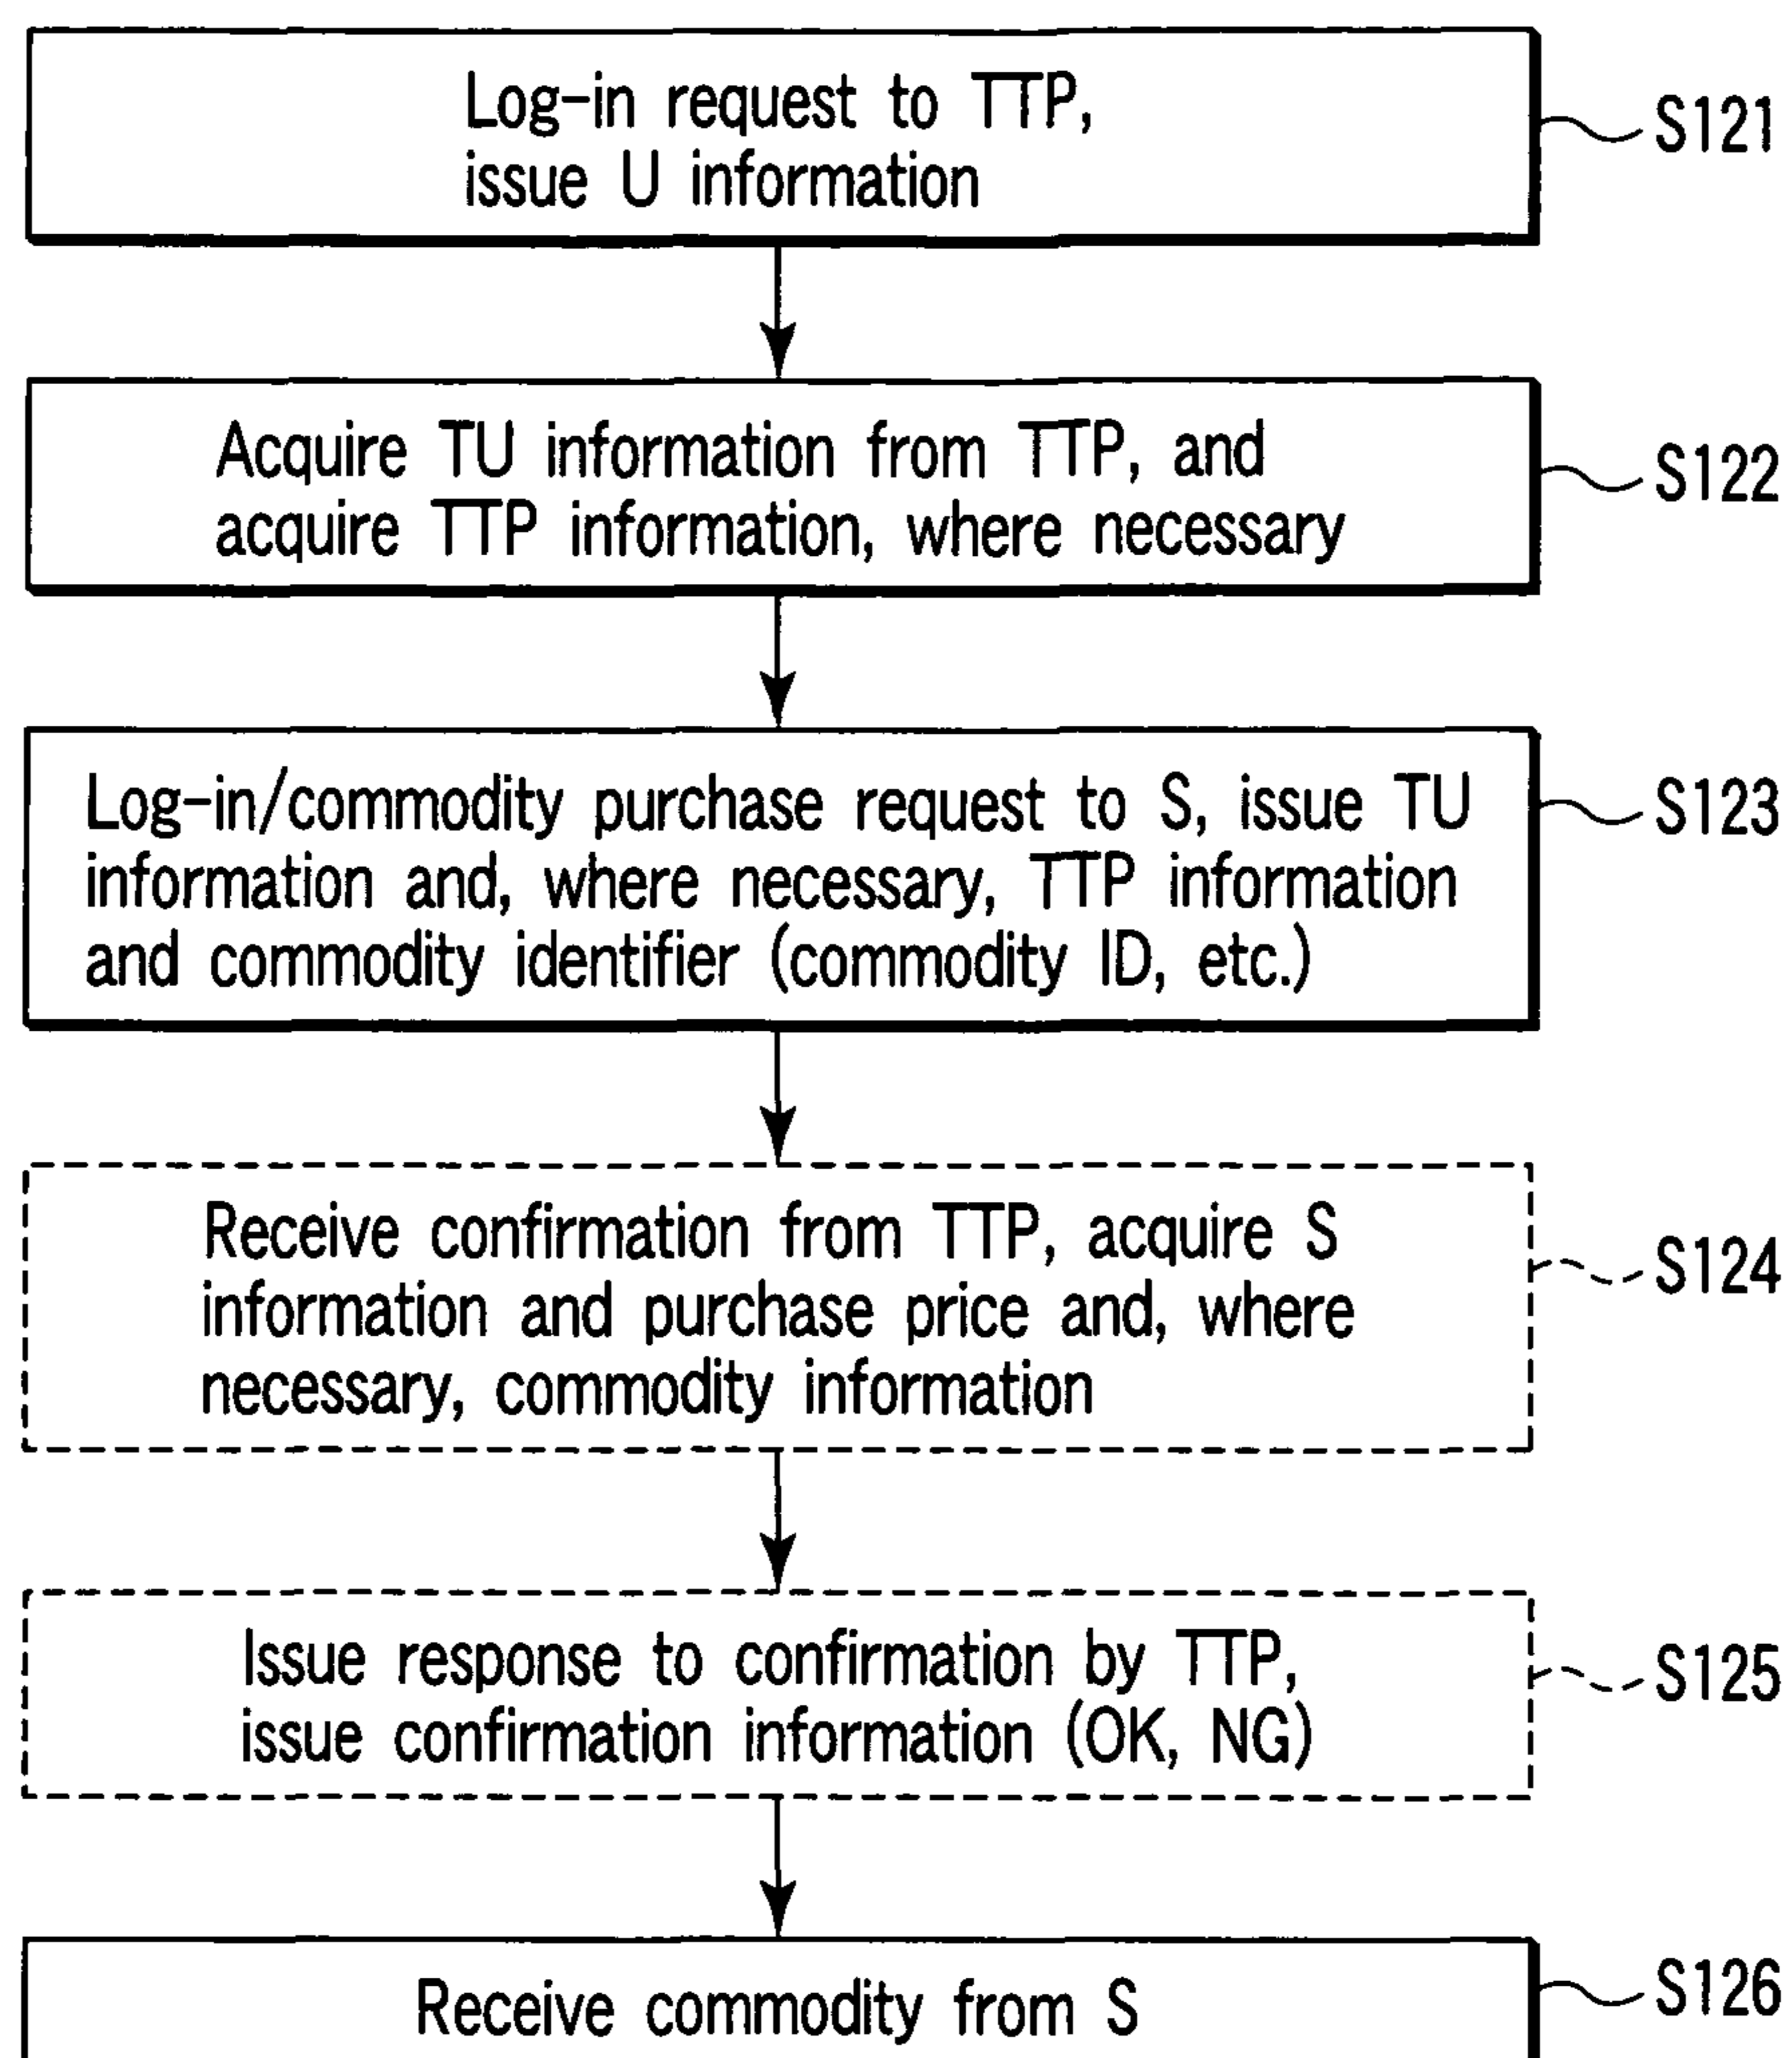 Log-in request to TTP,
issue U information
S121
Acquire TU information from TTP, and
acquire TTP information, where necessary
S122
Log-in/commodity purchase request to S, issue TU
information and, where necessary, TTP information
and commodity identifier (commodity ID, etc.)
S123
Receive confirmation from TTP, acquire S
information and purchase price and, where
necessary, commodity information
S124
Issue response to confirmation by TTP,
issue confirmation information (OK, NG)
S125
Receive commodity from S
S126